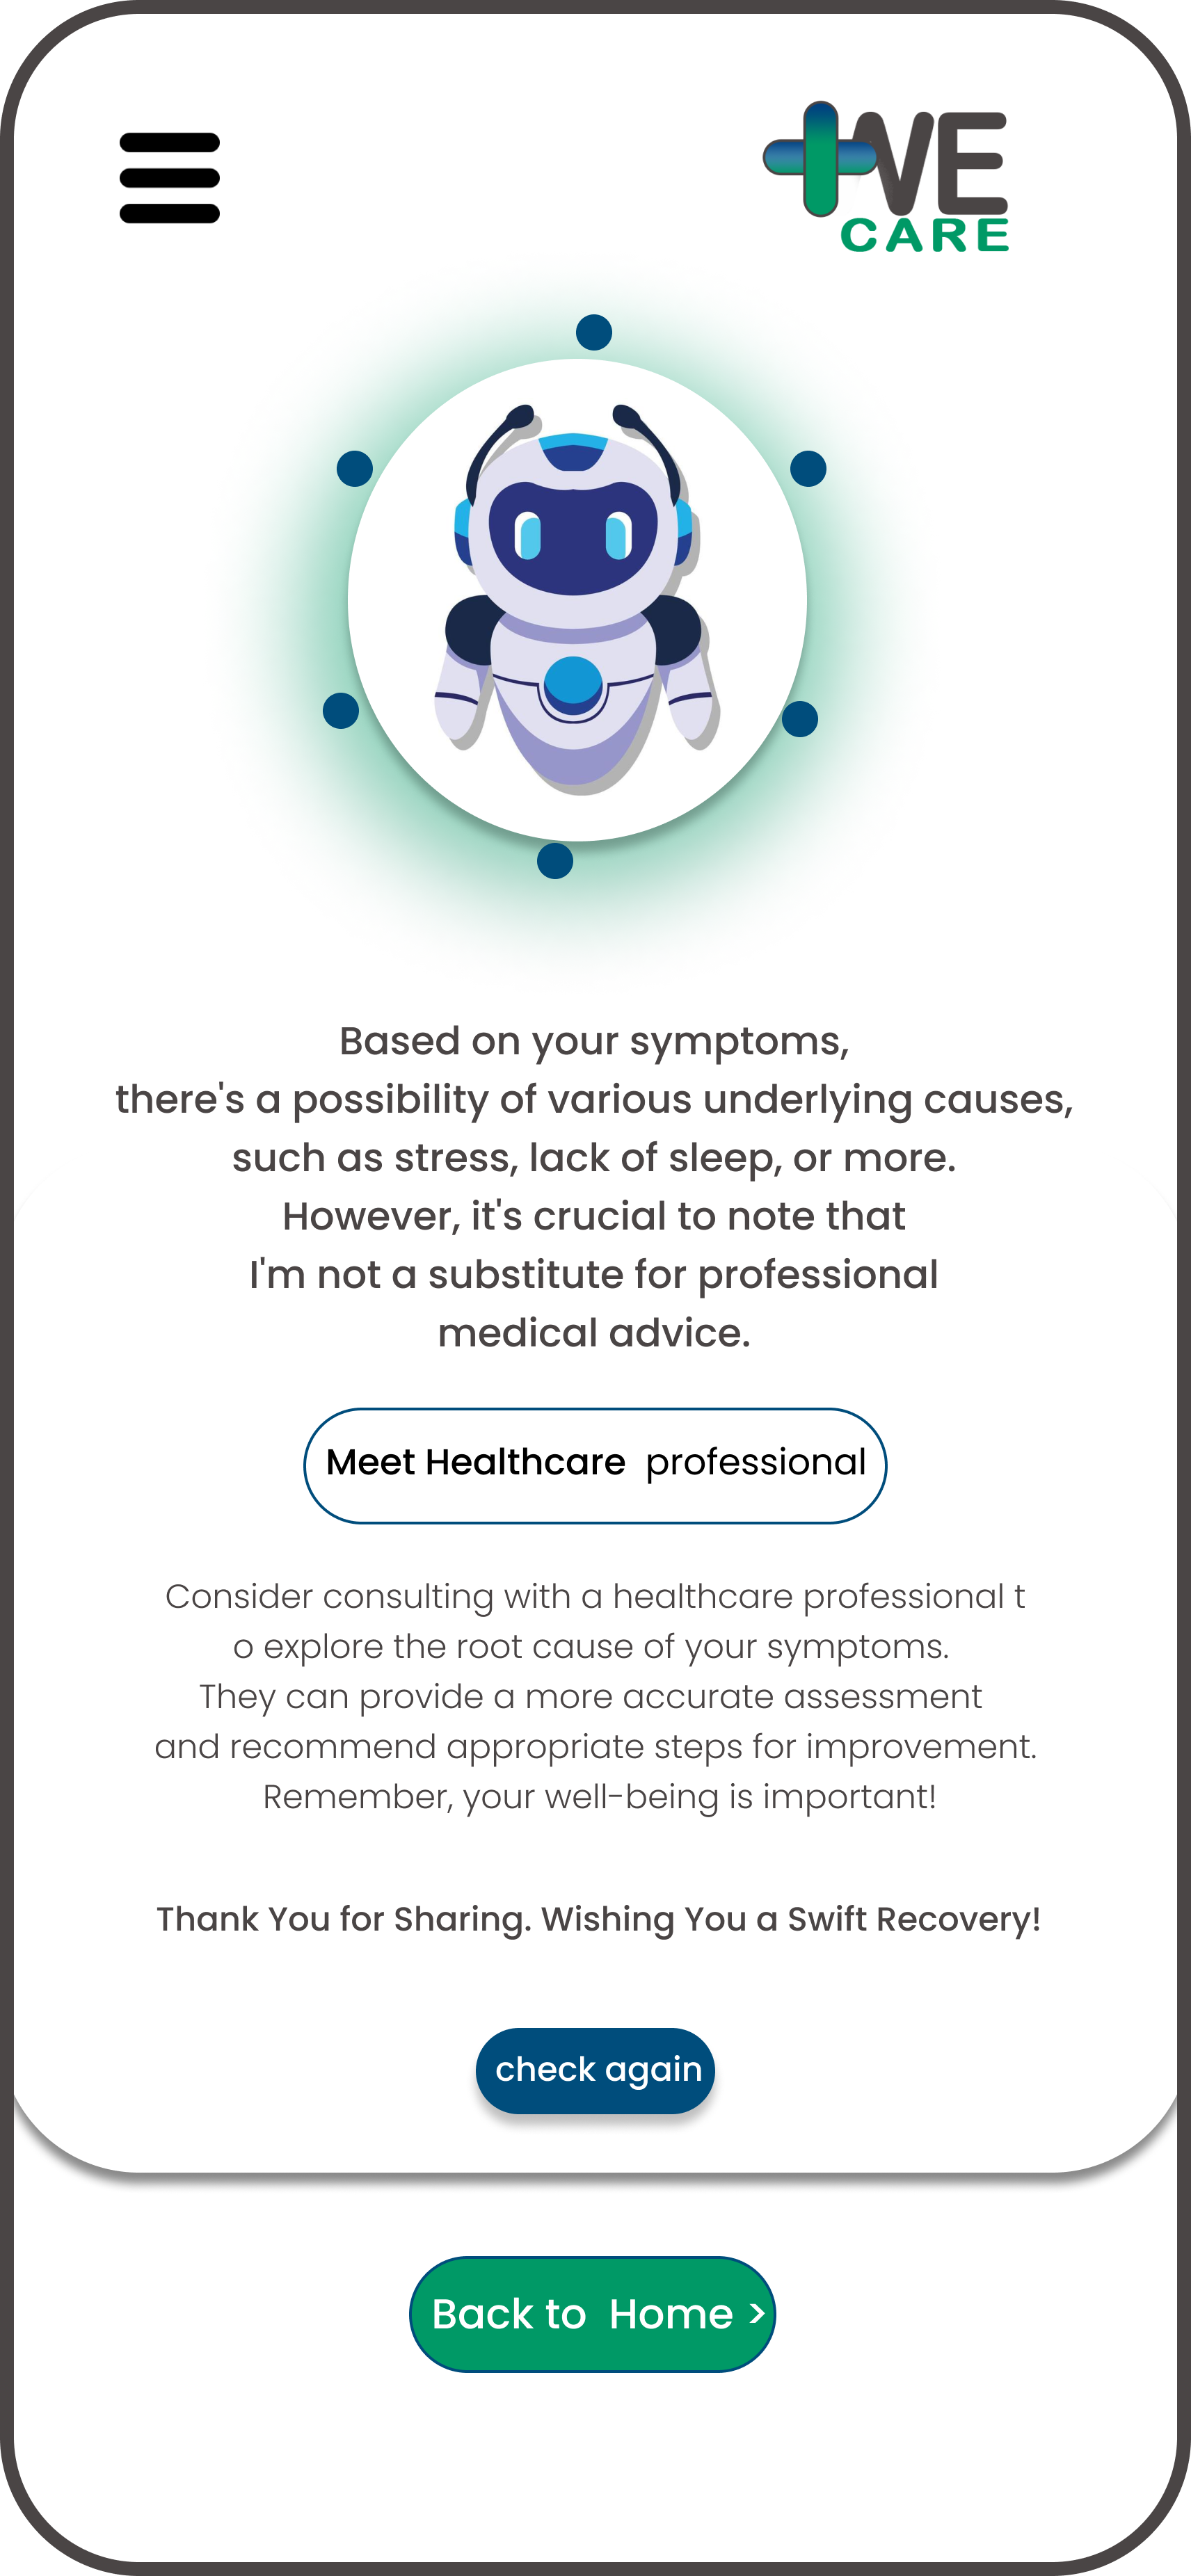 WE
CARE
Based on your symptoms,
there's a possibility of various underlying causes,
such as stress, lack of sleep, or more.
However, it's crucial to note that
I'm not a substitute for professional
medical advice.
Meet Healthcare professional
Consider consulting with a healthcare professional t
o explore the root cause of your symptoms.
They can provide a more accurate assessment
and recommend appropriate steps for improvement.
Remember, your well-being is important!
Thank You for Sharing. Wishing You a Swift Recovery!
check again
Back to Home >